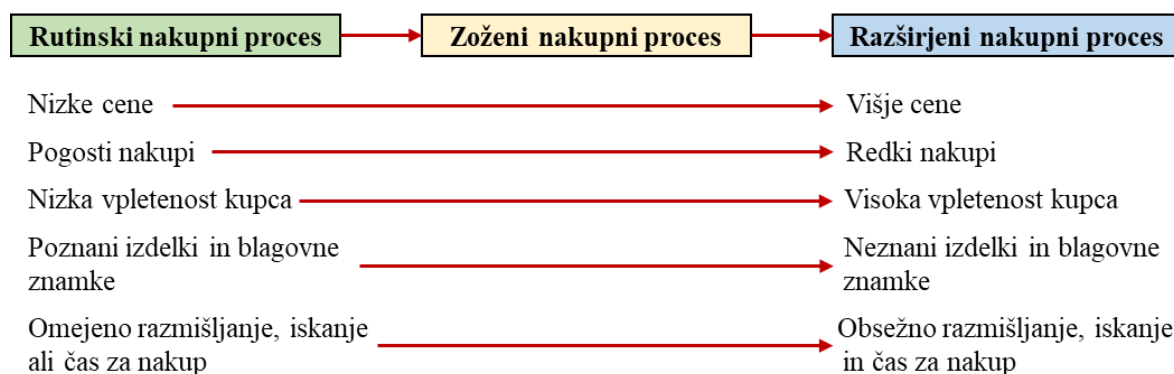 Rutinski nakupni proces
Zoženi nakupni proces
Razširjeni nakupni proces
Nizke cene
Višje cene
Pogosti nakupi
Redki nakupi
Nizka vpletenost kupca
Visoka vpletenost kupca
Poznani izdelki in blagovne
znamke
Neznani izdelki in blagovne
znamke
Omejeno razmišljanje, iskanje
ali čas za nakup
Obsežno razmišljanje, iskanje
in čas za nakup